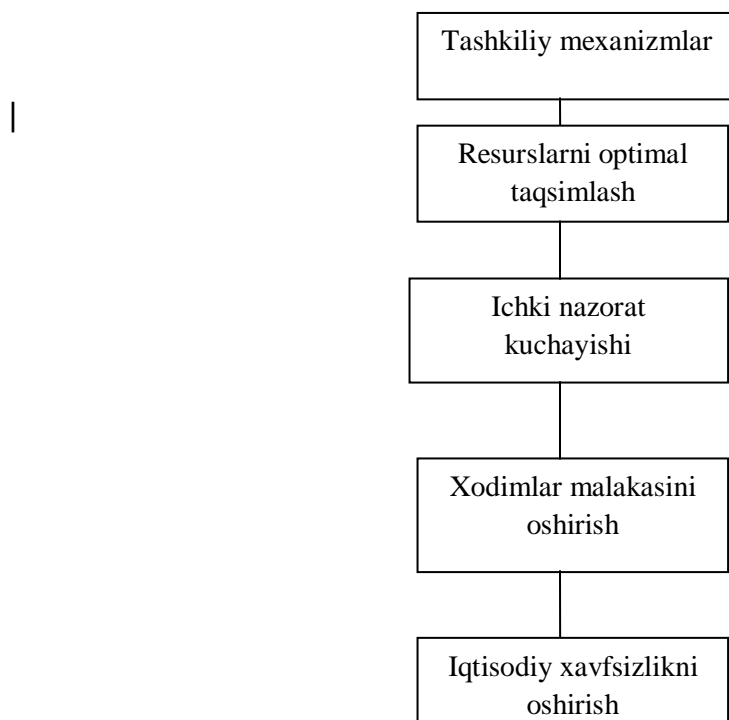 Tashkiliy mexanizmlar
Resurslarni optimal
taqsimlash
Ichki nazorat
kuchayishi
Xodimlar malakasini
oshirish
Iqtisodiy xavfsizlikni
oshirish